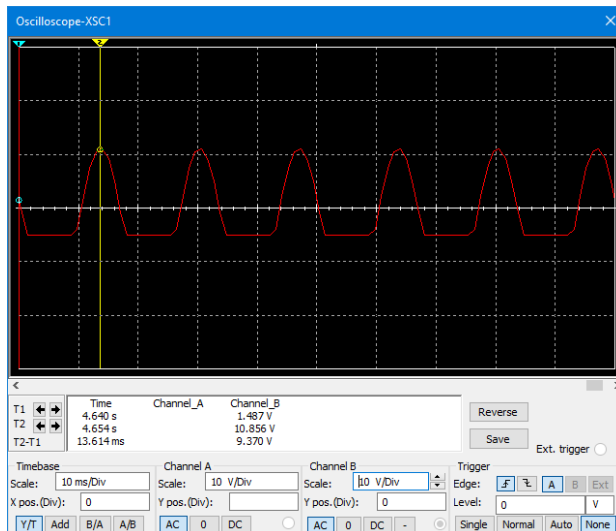 Oscilloscope-XSC1
1 2
Time Channel_A Channel_B
T1 4.640 s 1.487 V
T2 4.654 s 10.856 V
T2-T1 13.614 ms 9.370 V
Reverse
Save
Ext. trigger
Timebase Channel A Channel B Trigger
Scale: 10 ms/Div Scale: 10 V/Div Scale: 10 V/Div Edge: A B Ext
X pos.(Div): 0 Y pos.(Div): Y pos.(Div): 0 Level: 0 V
Y/T Add B/A A/B AC 0 DC AC 0 DC - Single Normal Auto None